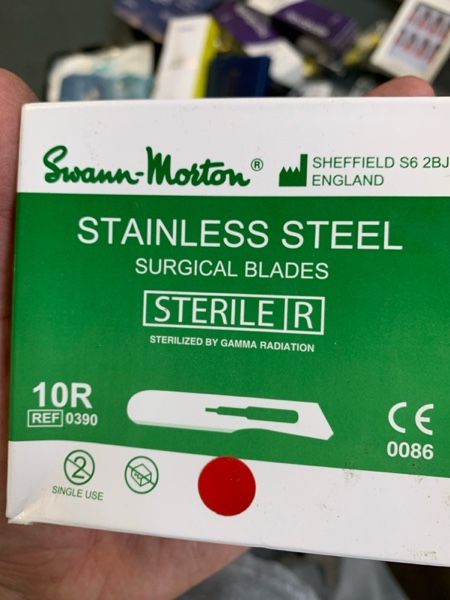 Swann-Morton®
SHEFFIELD S6 2BJ
ENGLAND
STAINLESS STEEL
SURGICAL BLADES
STERILE R
STERILIZED BY GAMMA RADIATION
10R
REF 0390
CE
0086
2
SINGLE USE